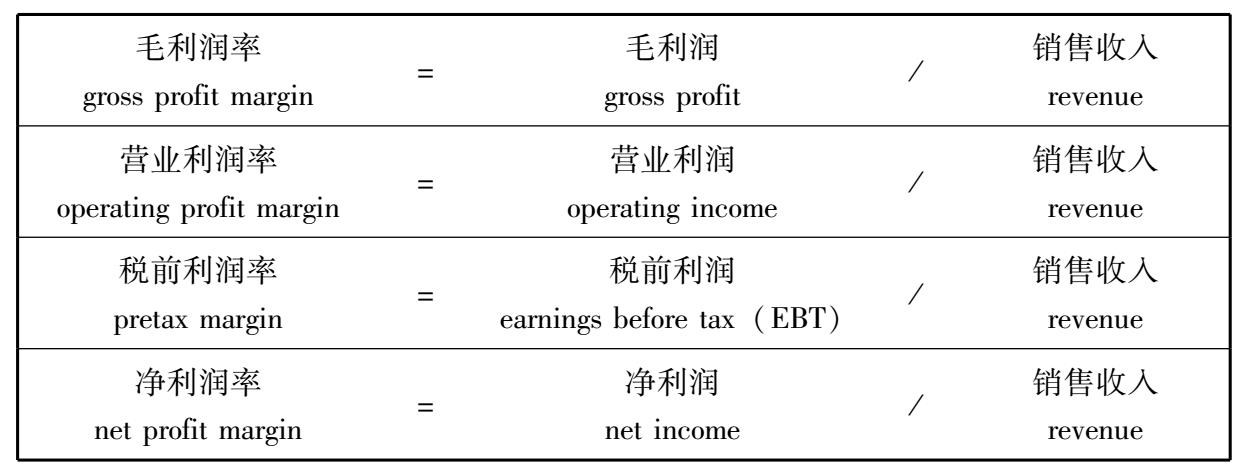 毛利润率 毛利润 销售收入
= /
gross profit margin gross profit revenue
营业利润率 营业利润 销售收入
= /
operating profit margin operating income revenue
税前利润率 税前利润 销售收入
= /
pretax margin earnings before tax (EBT) revenue
净利润率 净利润 销售收入
= /
net profit margin net income revenue